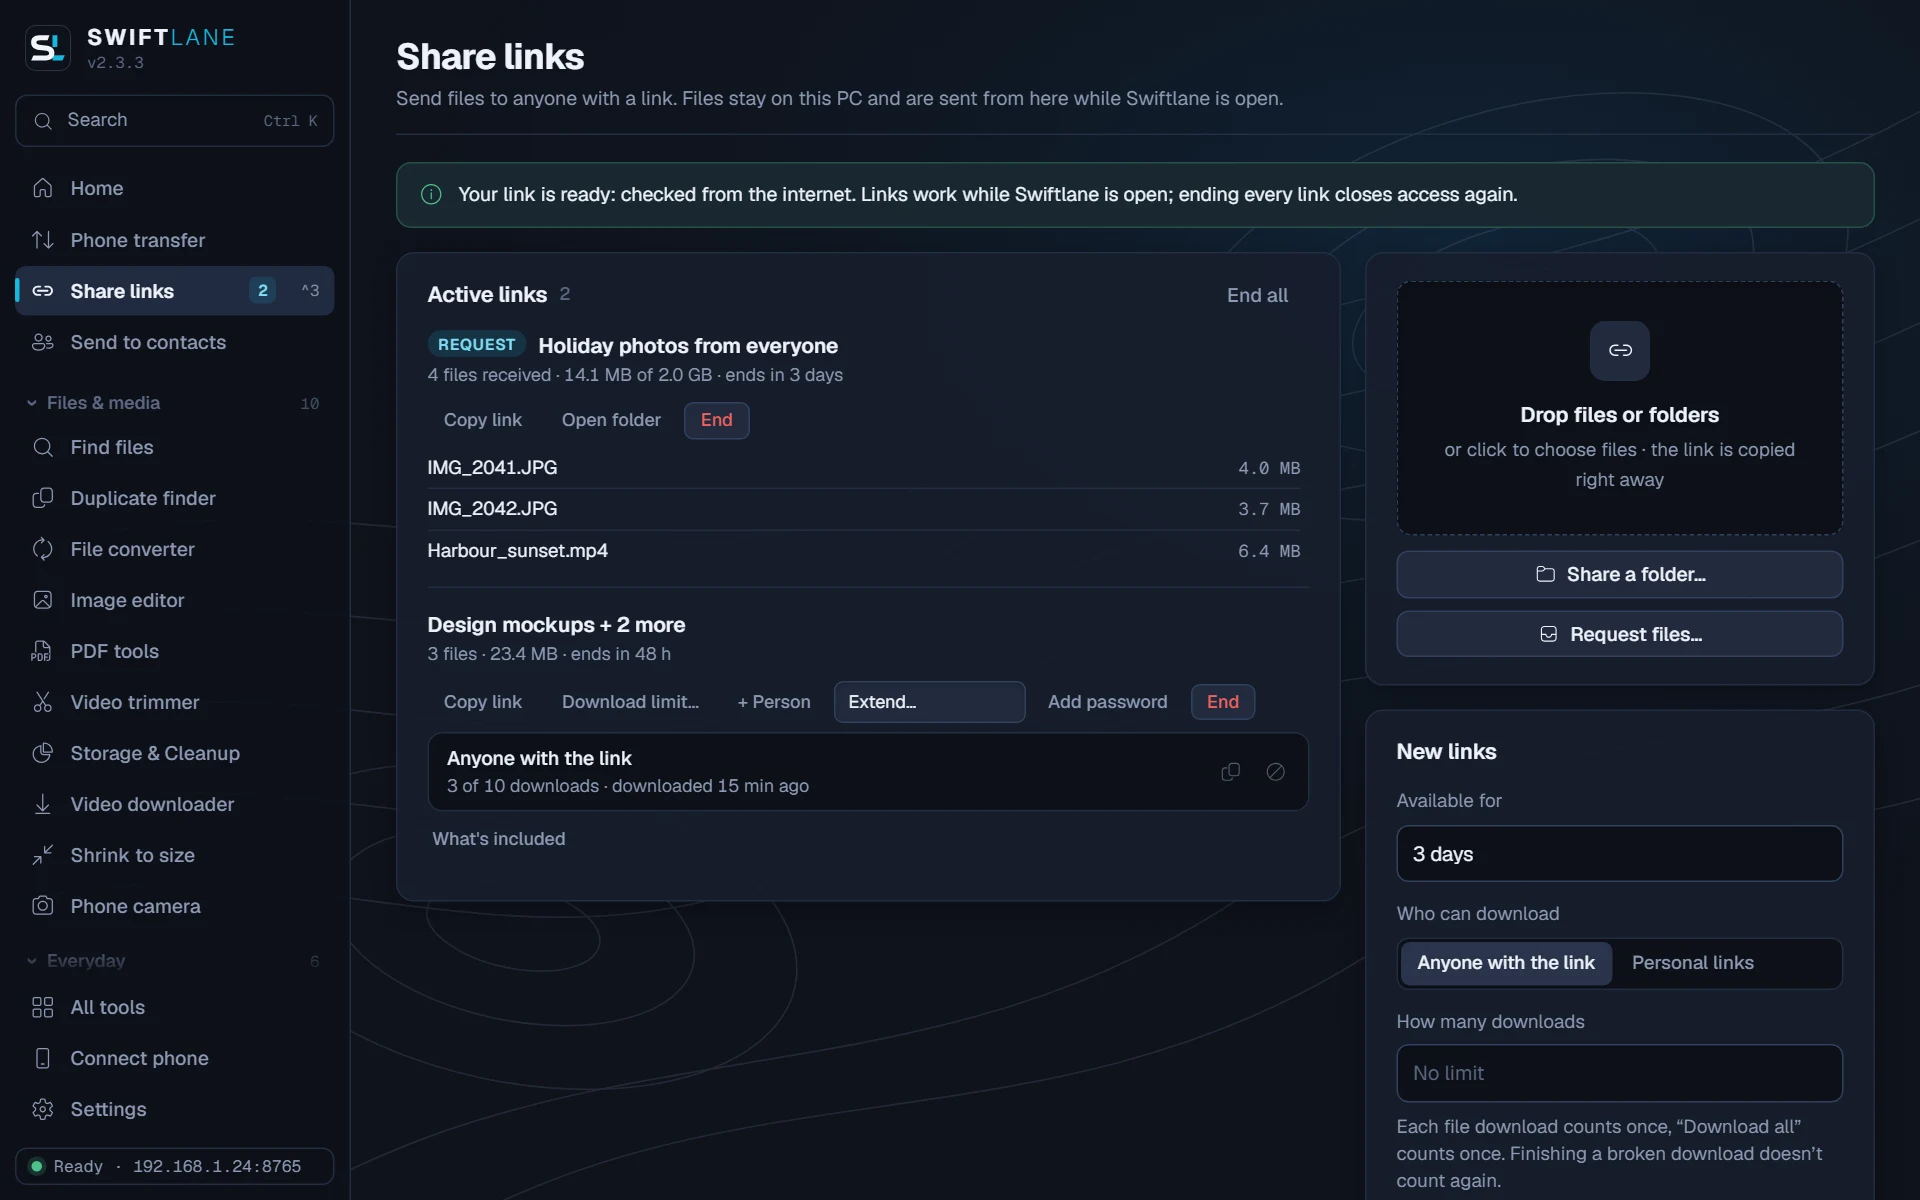 SWIFTLANE
v2.3.3
Search Ctrl K
Home
Phone transfer
Share links 2 ^3
Send to contacts
Files & media 10
Find files
Duplicate finder
File converter
Image editor
PDF tools
Video trimmer
Storage & Cleanup
Video downloader
Shrink to size
Phone camera
Everyday 6
All tools
Connect phone
Settings
Ready · 192.168.1.24:8765
Share links
Send files to anyone with a link. Files stay on this PC and are sent from here while Swiftlane is open.
Your link is ready: checked from the internet. Links work while Swiftlane is open; ending every link closes access again.
Active links 2 End all
REQUEST Holiday photos from everyone
4 files received · 14.1 MB of 2.0 GB · ends in 3 days
Copy link Open folder End
IMG_2041.JPG 4.0 MB
IMG_2042.JPG 3.7 MB
Harbour_sunset.mp4 6.4 MB
Design mockups + 2 more
3 files · 23.4 MB · ends in 48 h
Copy link Download limit... + Person Extend... Add password End
Anyone with the link
3 of 10 downloads · downloaded 15 min ago
What's included
Drop files or folders
or click to choose files · the link is copied
right away
Share a folder...
Request files...
New links
Available for
3 days
Who can download
Anyone with the link Personal links
How many downloads
No limit
Each file download counts once, “Download all”
counts once. Finishing a broken download doesn’t
count again.